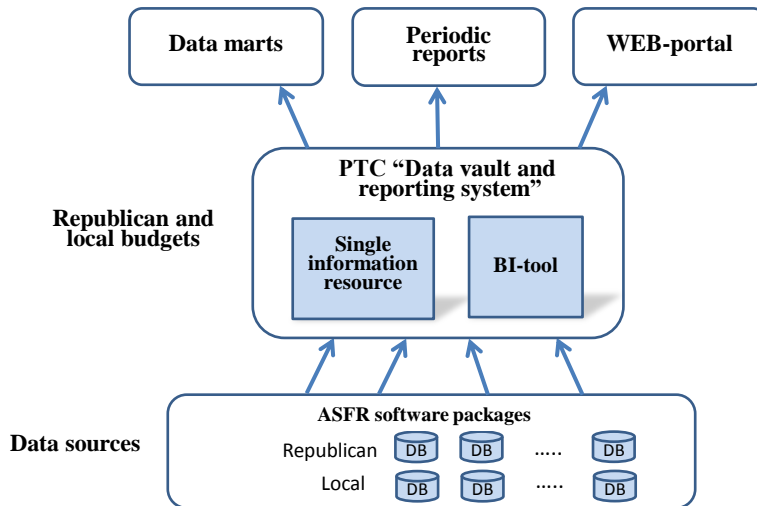 Data marts
Periodic
reports
WEB-portal
PTC “Data vault and
reporting system”
Republican and
local budgets
Single
information
resource
BI-tool
Data sources
ASFR software packages
Republican DB DB ..... DB
Local DB DB ..... DB